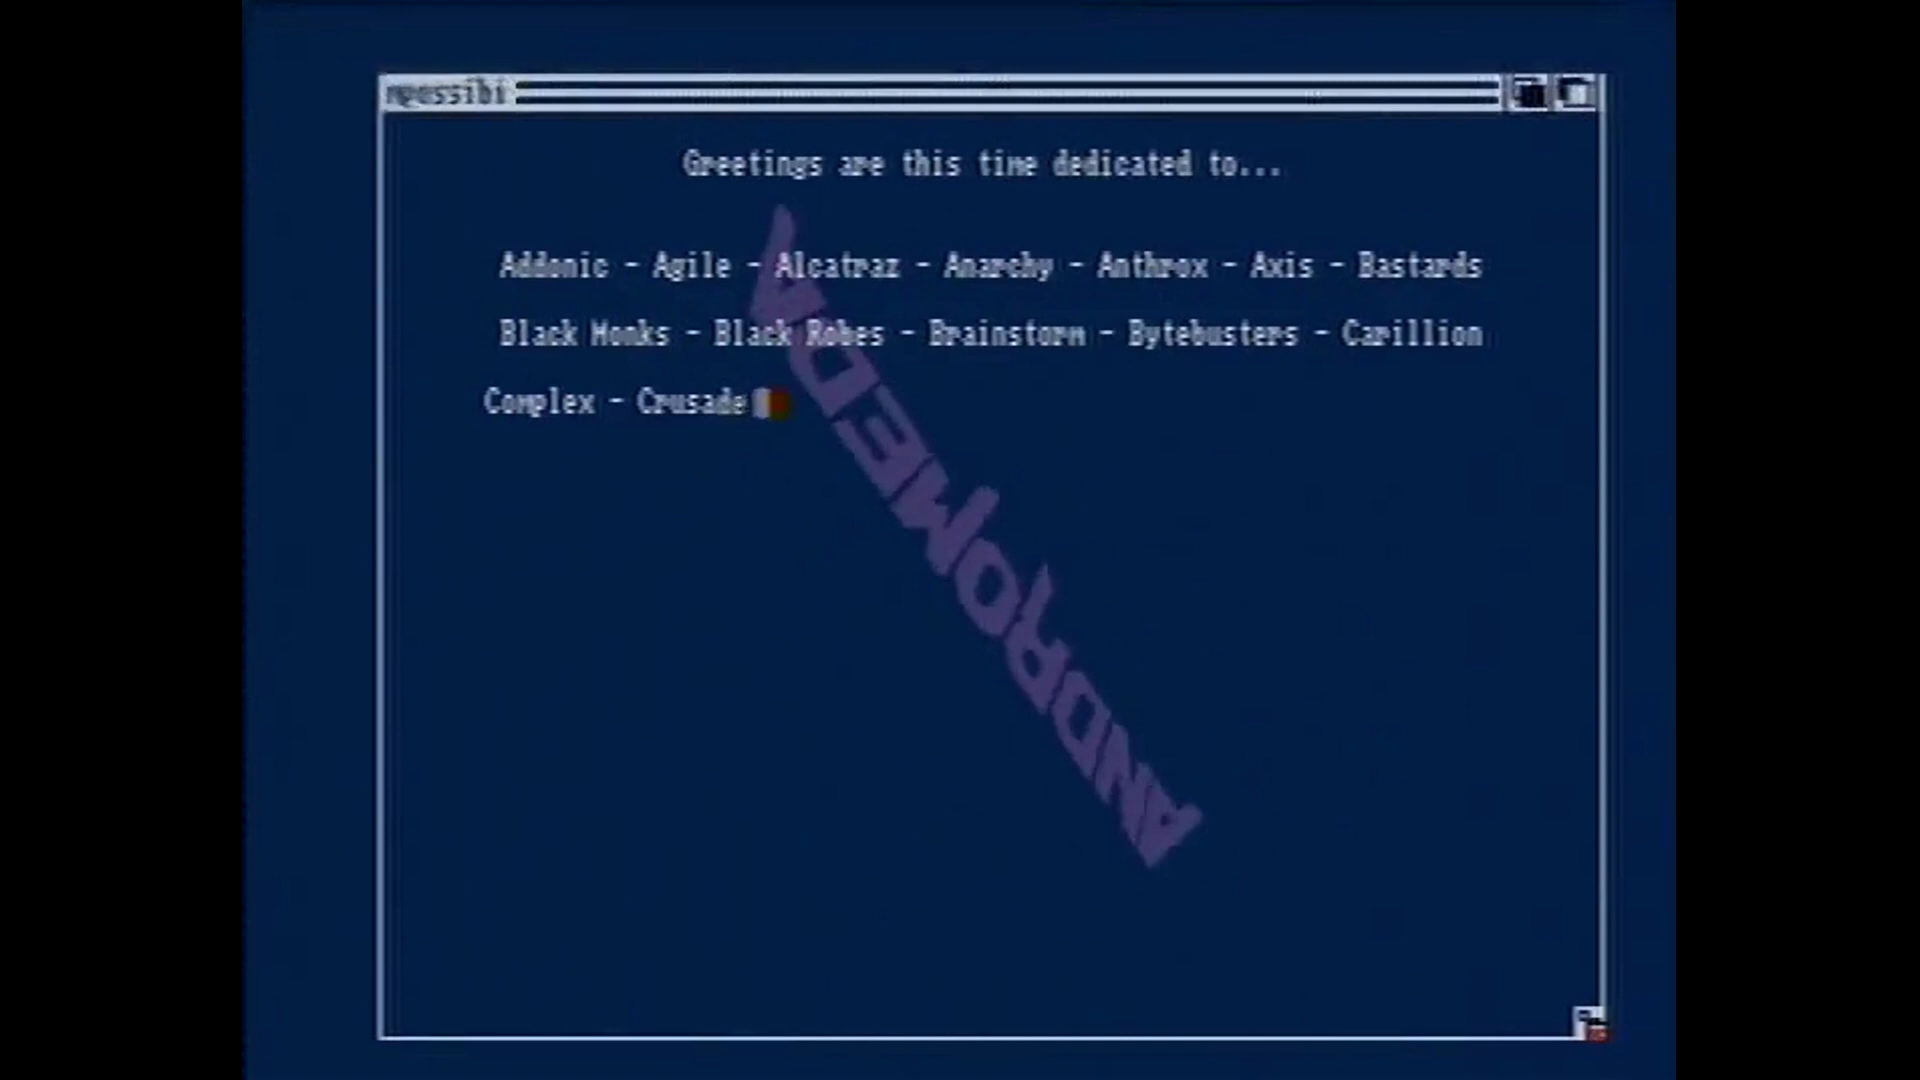 mpossibi
Greetings are this time dedicated to...
Addonic - Agile - Alcatraz - Anarchy - Anthrox - Axis - Bastards
Black Monks - Black Robes - Brainstorm - Bytebusters - Carillion
Complex - Crusade
ANDROMEDA